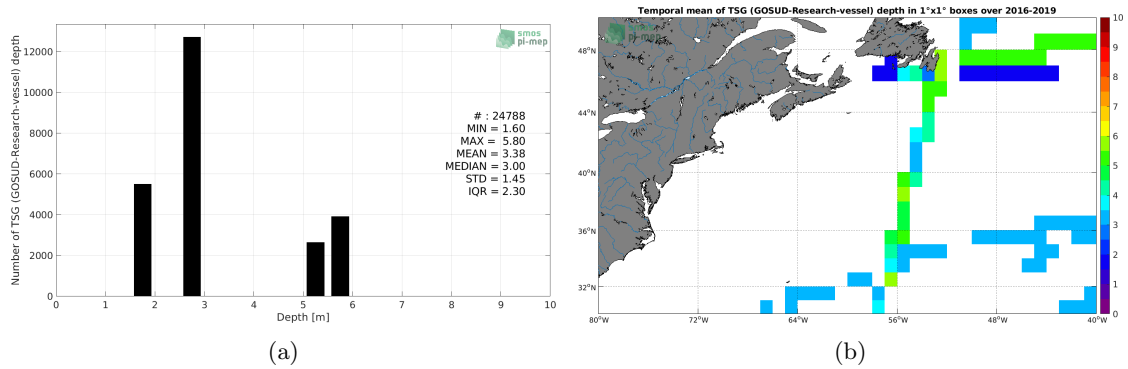 12000
10000
8000
6000
4000
2000
0
Number of TSG (GOSUD-Research-vessel) depth
smos
pi-mep
# : 24788
MIN = 1.60
MAX = 5.80
MEAN = 3.38
MEDIAN = 3.00
STD = 1.45
IQR = 2.30
0 1 2 3 4 5 6 7 8 9 10
Depth [m]
(a)
Temporal mean of TSG (GOSUD-Research-vessel) depth in 1°x1° boxes over 2016-2019
48°N
44°N
40°N
36°N
32°N
80°W 72°W 64°W 56°W 48°W 40°W
10
9
8
7
6
5
4
3
2
1
0
(b)